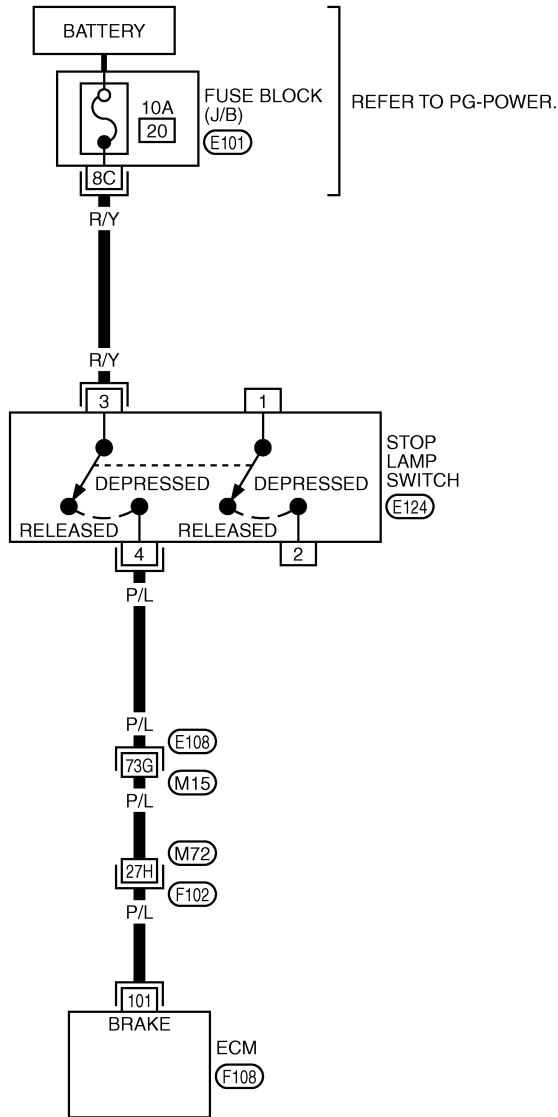 BATTERY
10A
20
FUSE BLOCK
(J/B)
E101
REFER TO PG-POWER.
8C
R/Y
R/Y
3
1
DEPRESSED
DEPRESSED
RELEASED
RELEASED
STOP
LAMP
SWITCH
E124
4
2
P/L
P/L
E108
73G
M15
P/L
M72
27H
F102
P/L
101
BRAKE
ECM
F108